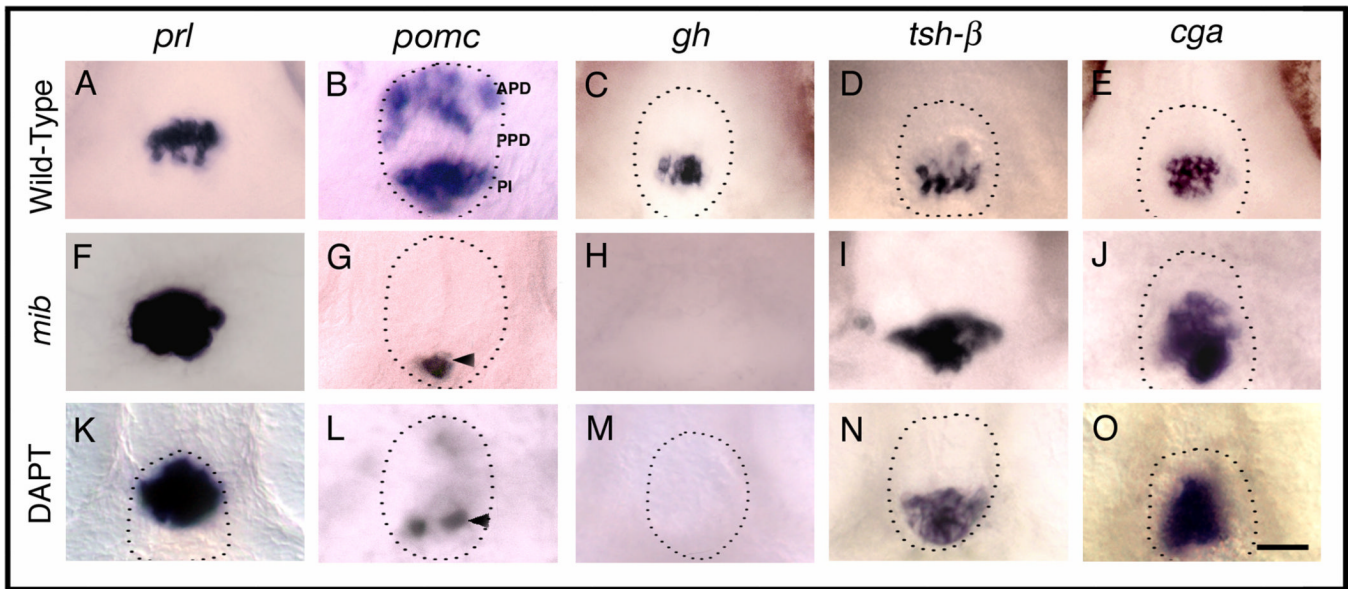 prl pomc gh tsh-β cga
Wild-Type
A B C D E
APD
PPD
PI
mib
F G H I J
DAPT
K L M N O